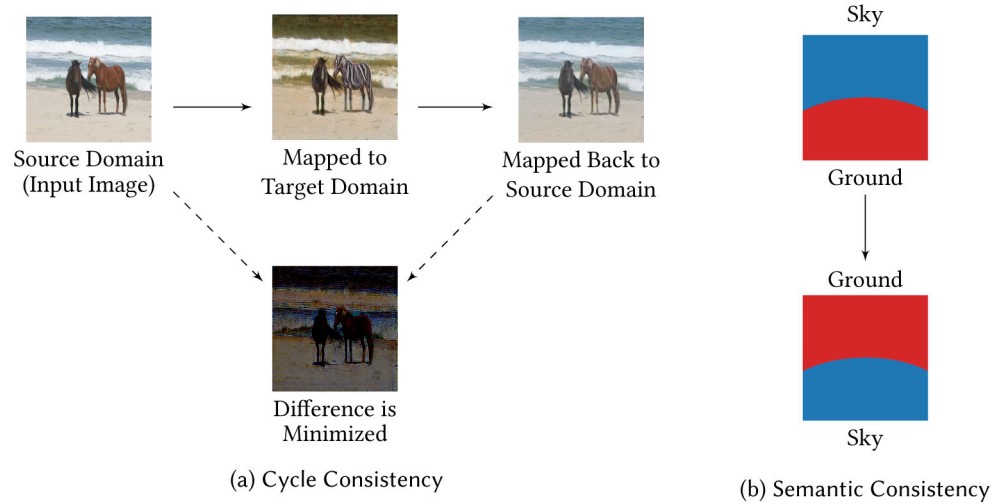 Source Domain
(Input Image)
Mapped to
Target Domain
Mapped Back to
Source Domain
Difference is
Minimized
(a) Cycle Consistency
Sky
Ground
Ground
Sky
(b) Semantic Consistency